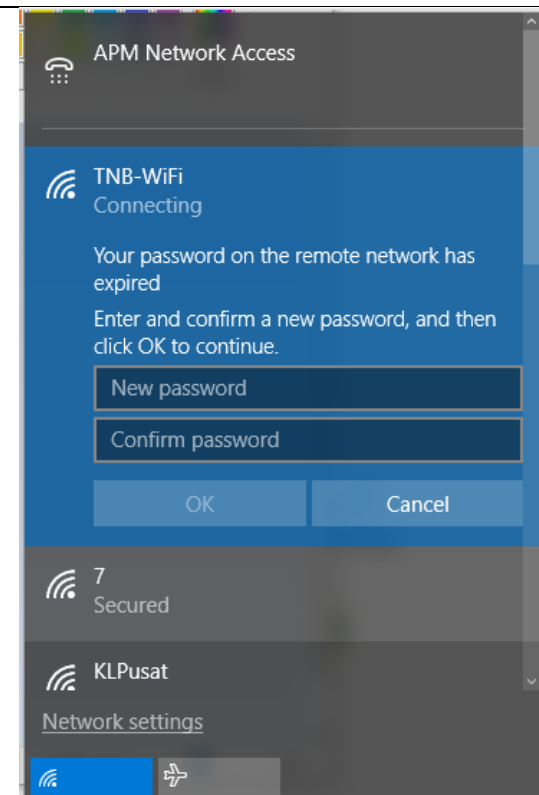 APM Network Access
TNB-WiFi
Connecting
Your password on the remote network has
expired
Enter and confirm a new password, and then
click OK to continue.
New password
Confirm password
OK
Cancel
7
Secured
KLPusat
Network settings